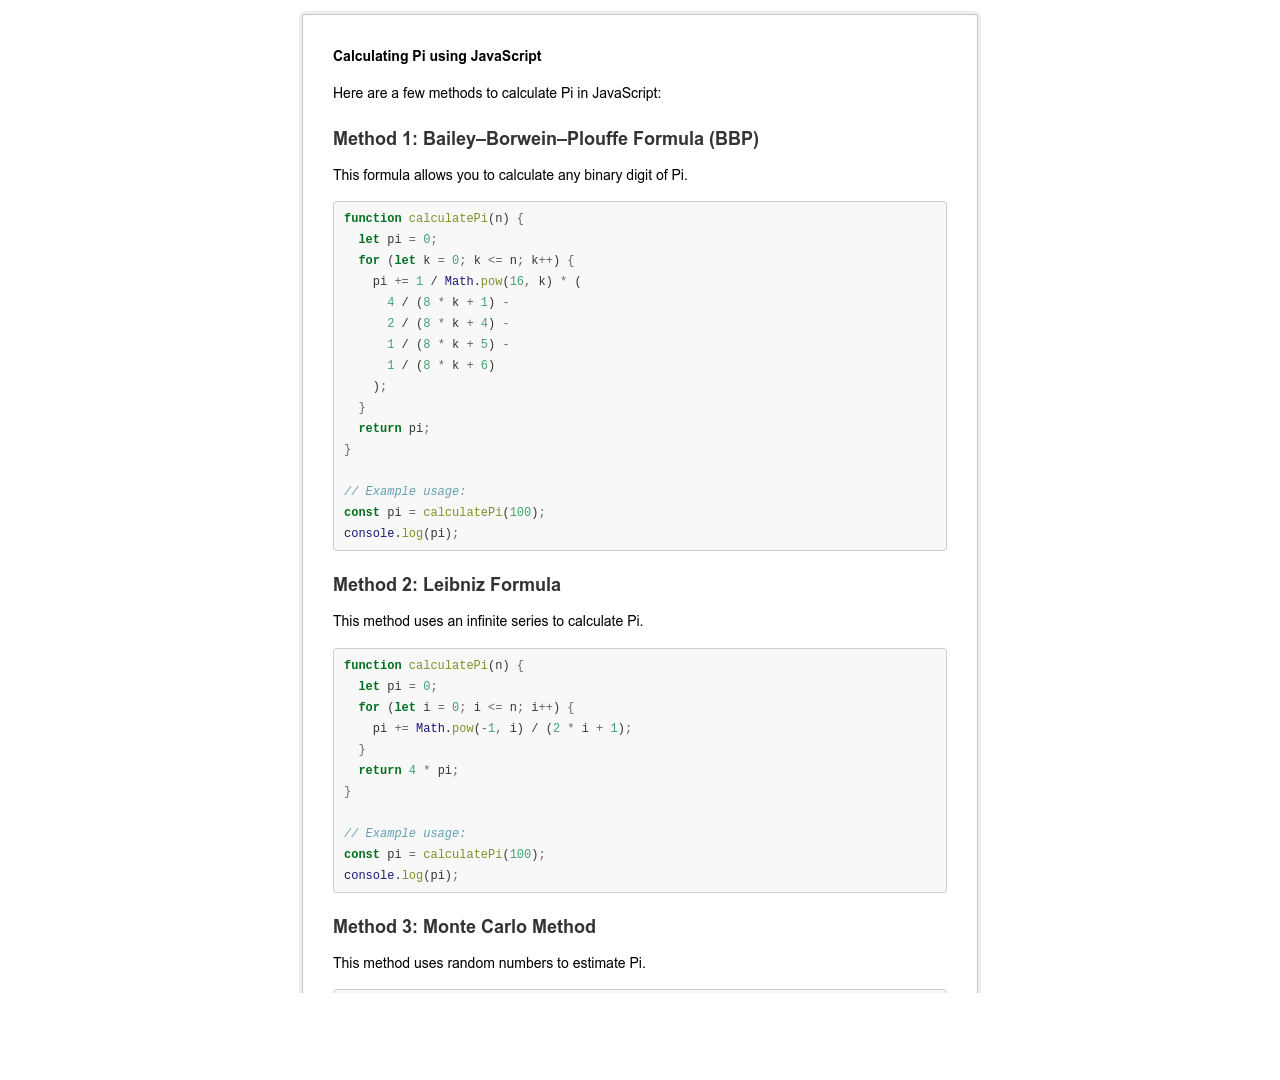 Calculating Pi using JavaScript
Here are a few methods to calculate Pi in JavaScript:
Method 1: Bailey–Borwein–Plouffe Formula (BBP)
This formula allows you to calculate any binary digit of Pi.
function calculatePi(n) {
  let pi = 0;
  for (let k = 0; k <= n; k++) {
    pi += 1 / Math.pow(16, k) * (
      4 / (8 * k + 1) -
      2 / (8 * k + 4) -
      1 / (8 * k + 5) -
      1 / (8 * k + 6)
    );
  }
  return pi;
}

// Example usage:
const pi = calculatePi(100);
console.log(pi);
Method 2: Leibniz Formula
This method uses an infinite series to calculate Pi.
function calculatePi(n) {
  let pi = 0;
  for (let i = 0; i <= n; i++) {
    pi += Math.pow(-1, i) / (2 * i + 1);
  }
  return 4 * pi;
}

// Example usage:
const pi = calculatePi(100);
console.log(pi);
Method 3: Monte Carlo Method
This method uses random numbers to estimate Pi.